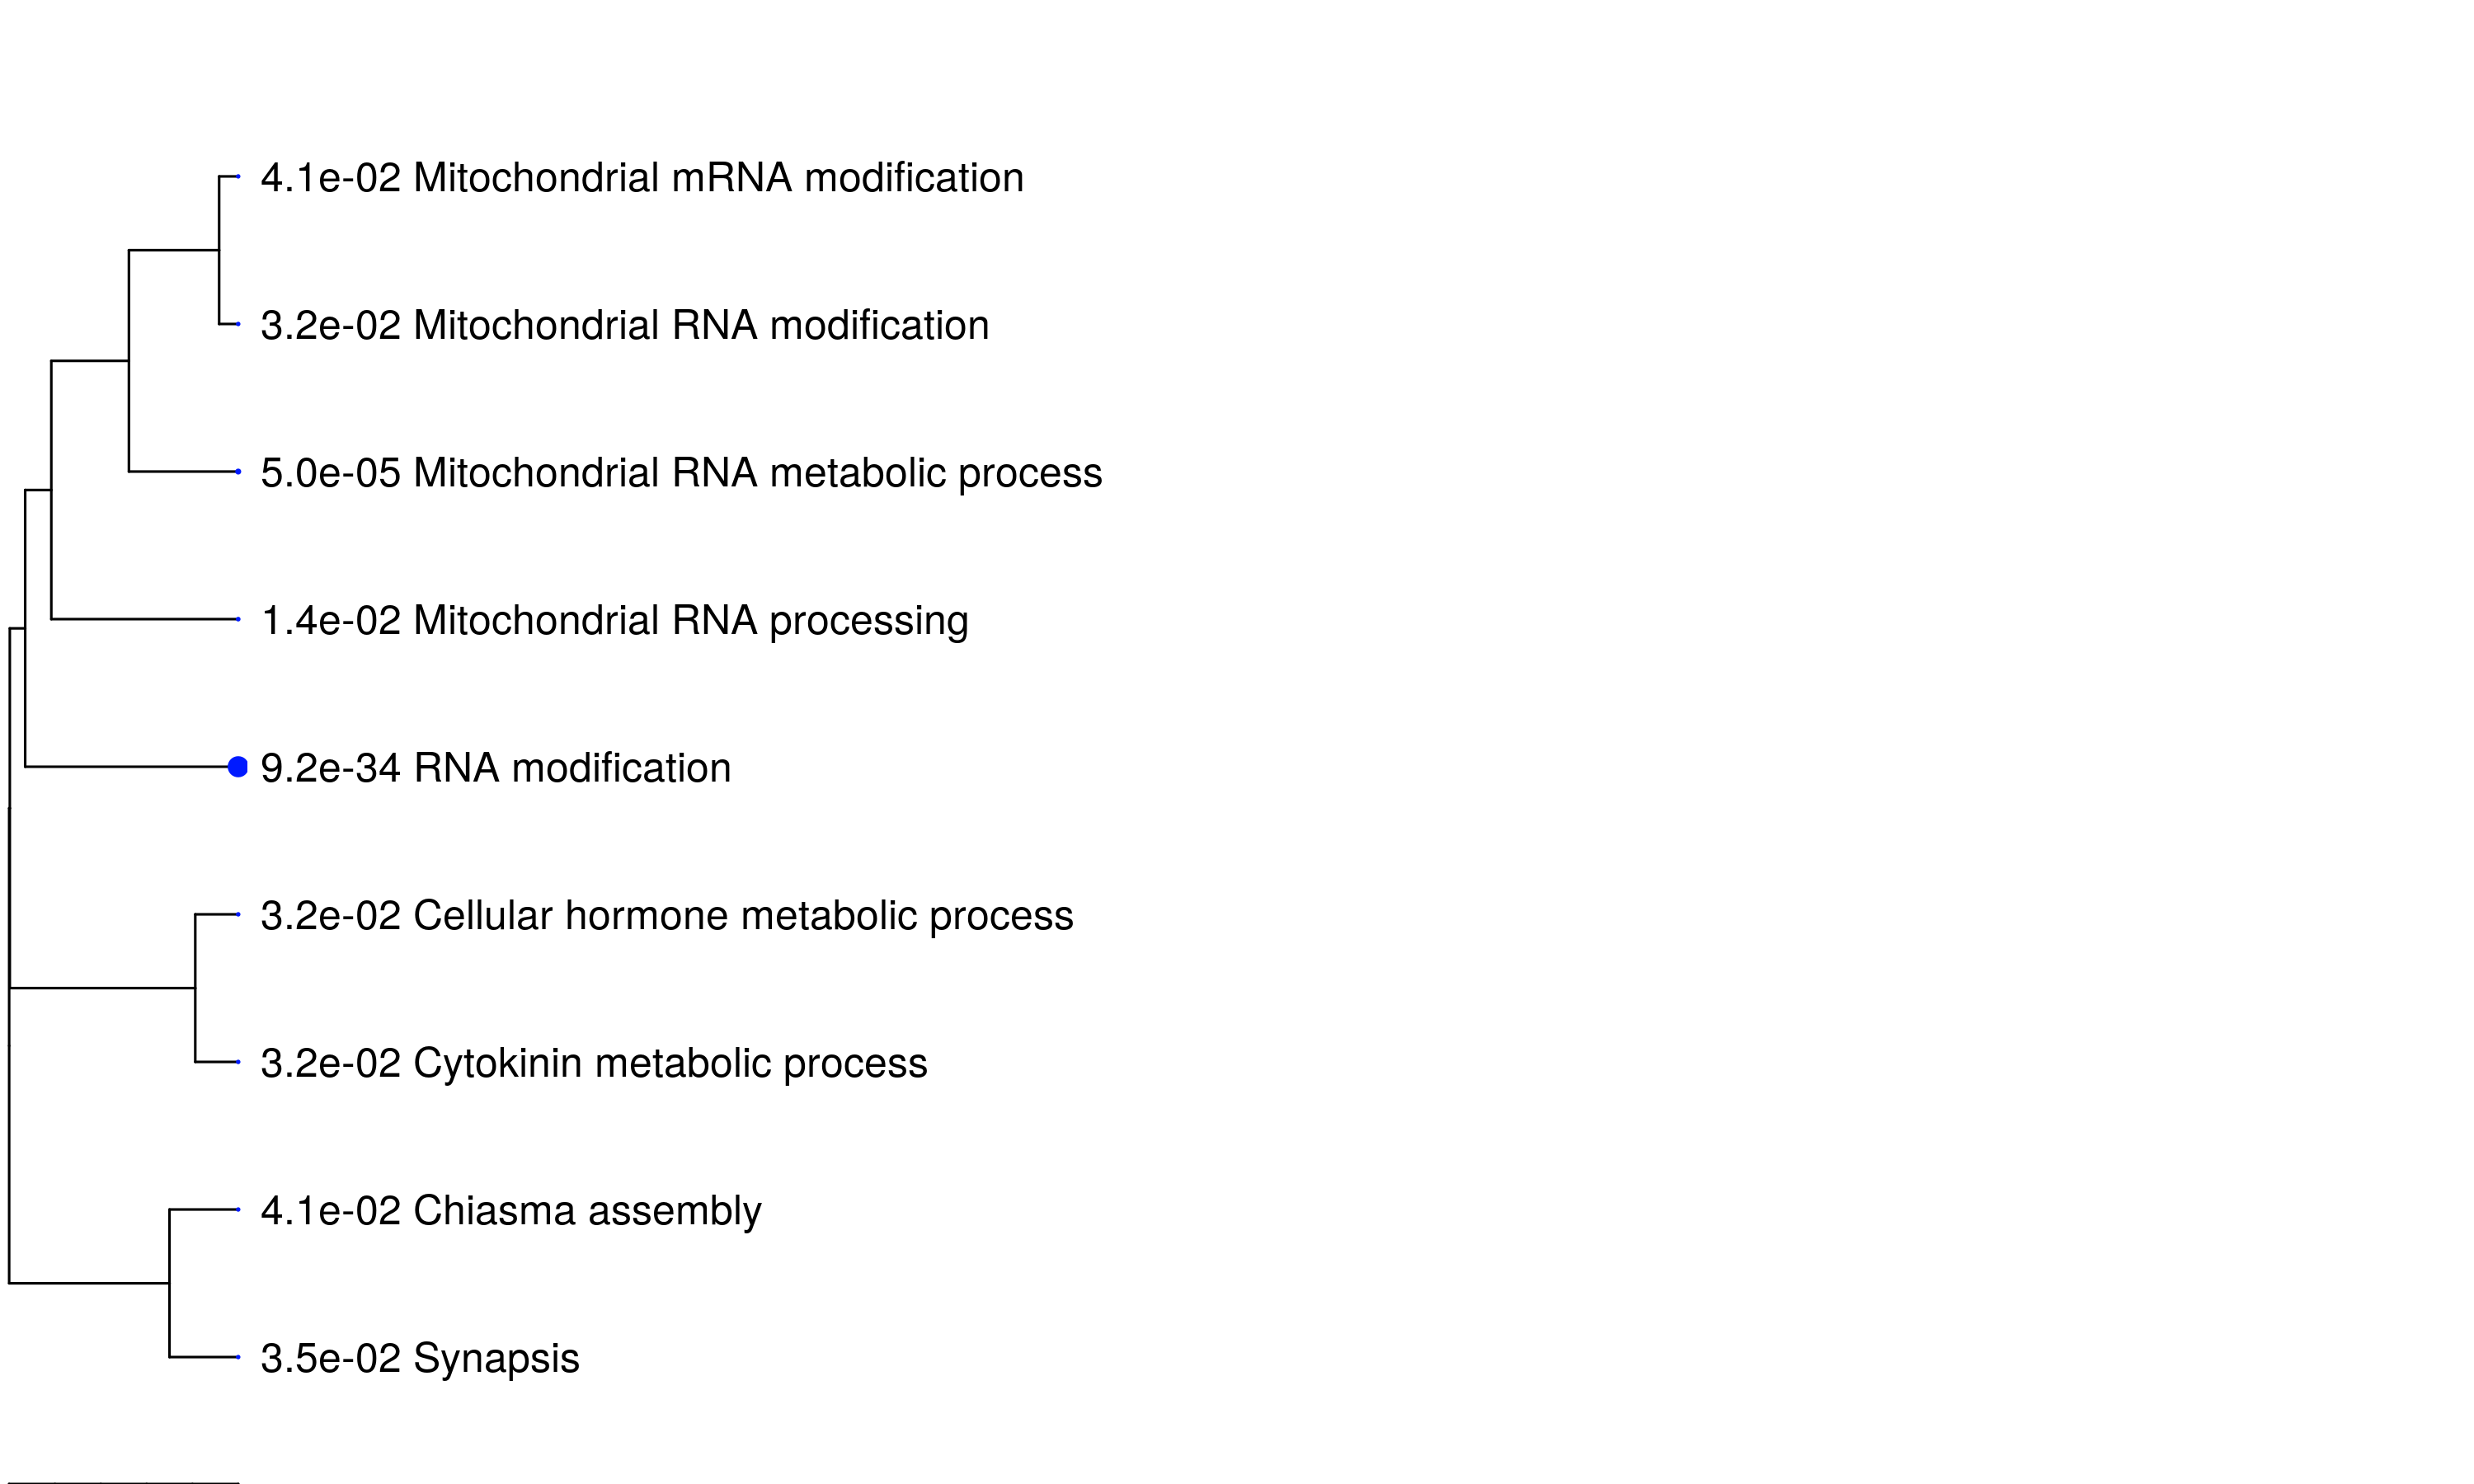 4.1e-02 Mitochondrial mRNA modification
3.2e-02 Mitochondrial RNA modification
5.0e-05 Mitochondrial RNA metabolic process
1.4e-02 Mitochondrial RNA processing
9.2e-34 RNA modification
3.2e-02 Cellular hormone metabolic process
3.2e-02 Cytokinin metabolic process
4.1e-02 Chiasma assembly
3.5e-02 Synapsis